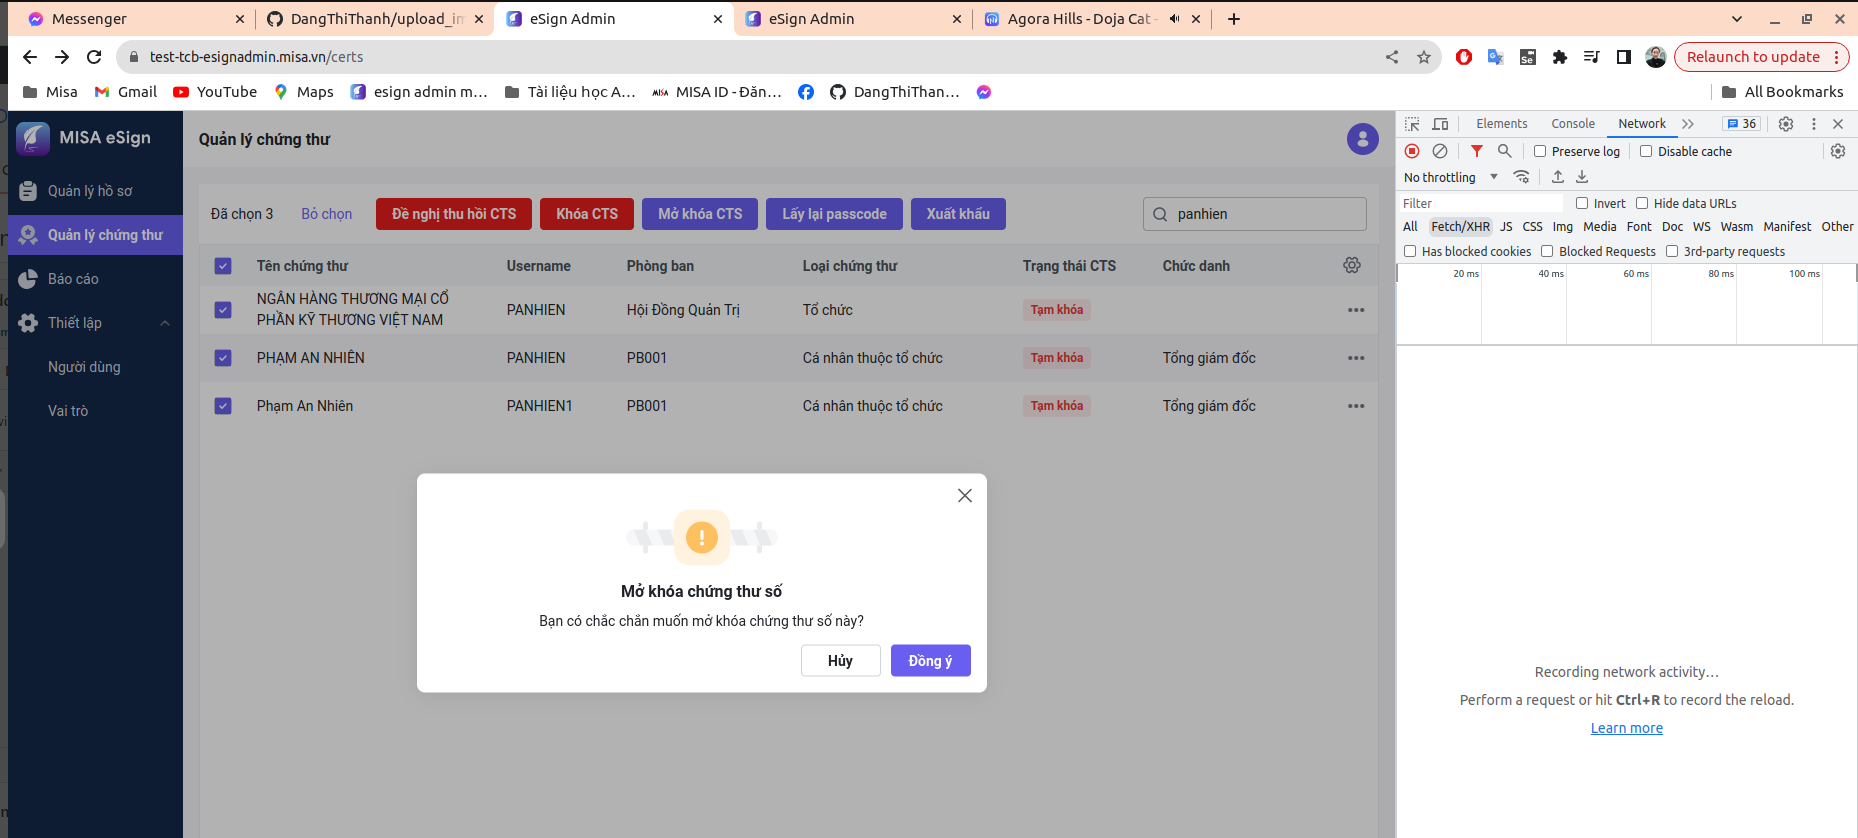 Messenger
DangThiThanh/upload_im
eSign Admin
eSign Admin
Agora Hills - Doja Cat -
test-tcb-esignadmin.misa.vn/certs
Relaunch to update
Misa
Gmail
YouTube
Maps
esign admin m...
Tài liệu học A...
MISA ID - Đăn...
DangThiThan...
All Bookmarks
MISA eSign
Quản lý hồ sơ
Quản lý chứng thư
Báo cáo
Thiết lập
Người dùng
Vai trò
Quản lý chứng thư
Đã chọn 3
Bỏ chọn
Đề nghị thu hồi CTS
Khóa CTS
Mở khóa CTS
Lấy lại passcode
Xuất khẩu
panhien
Tên chứng thư
Username
Phòng ban
Loại chứng thư
Trạng thái CTS
Chức danh
NGÂN HÀNG THƯƠNG MẠI CỔ
PHẦN KỸ THƯƠNG VIỆT NAM
PANHIEN
Hội Đồng Quản Trị
Tổ chức
Tạm khóa
PHẠM AN NHIÊN
PANHIEN
PB001
Cá nhân thuộc tổ chức
Tạm khóa
Tổng giám đốc
Phạm An Nhiên
PANHIEN1
PB001
Cá nhân thuộc tổ chức
Tạm khóa
Tổng giám đốc
Mở khóa chứng thư số
Bạn có chắc chắn muốn mở khóa chứng thư số này?
Hủy
Đồng ý
Elements
Console
Network
36
Preserve log
Disable cache
No throttling
Filter
Invert
Hide data URLs
All
Fetch/XHR
JS
CSS
Img
Media
Font
Doc
WS
Wasm
Manifest
Other
Has blocked cookies
Blocked Requests
3rd-party requests
20 ms
40 ms
60 ms
80 ms
100 ms
Recording network activity...
Perform a request or hit Ctrl+R to record the reload.
Learn more